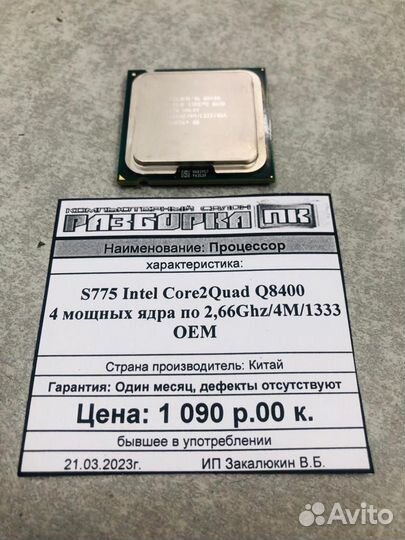 КОМПЬЮТЕРНЫЙ САЛОН
РАЗБОРКА ПК
Наименование: Процессор
характеристика:
S775 Intel Core2Quad Q8400
4 мощных ядра по 2,66Ghz/4M/1333
OEM
Страна производитель: Китай
Гарантия: Один месяц, дефекты отсутствуют
Цена: 1 090 р.00 к.
бывшее в употреблении
21.03.2023г. ИП Закалюкин В.Б.
Avito